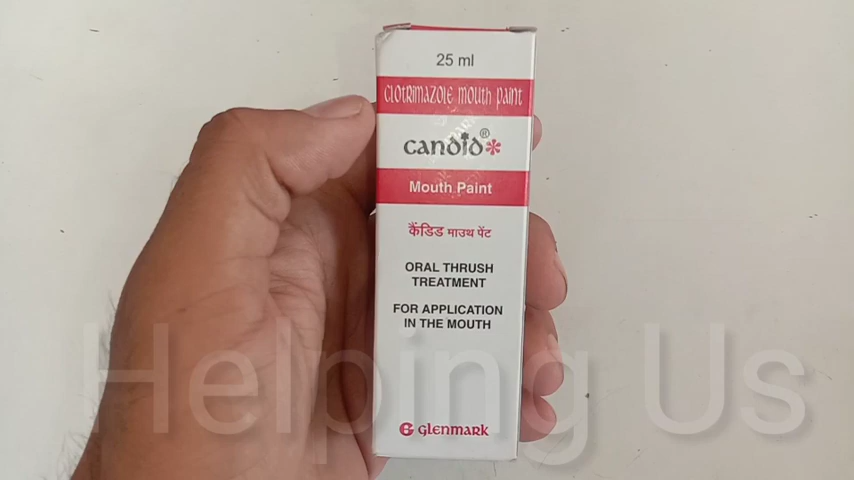 25 ml
CLOTRIMAZOLE MOUTH PAINT
candid®*
Mouth Paint
कैंडिड माउथ पेंट
ORAL THRUSH
TREATMENT
FOR APPLICATION
IN THE MOUTH
Helping Us
G GLENMARK